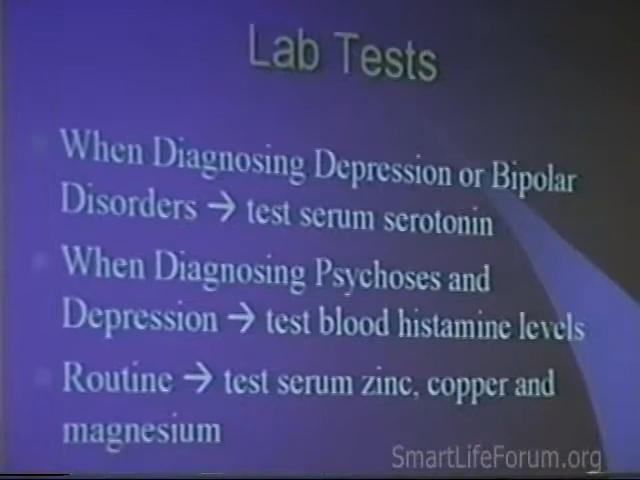 Lab Tests
When Diagnosing Depression or Bipolar
Disorders → test serum serotonin
When Diagnosing Psychoses and
Depression → test blood histamine levels
Routine → test serum zinc, copper and
magnesium
SmartLifeForum.org